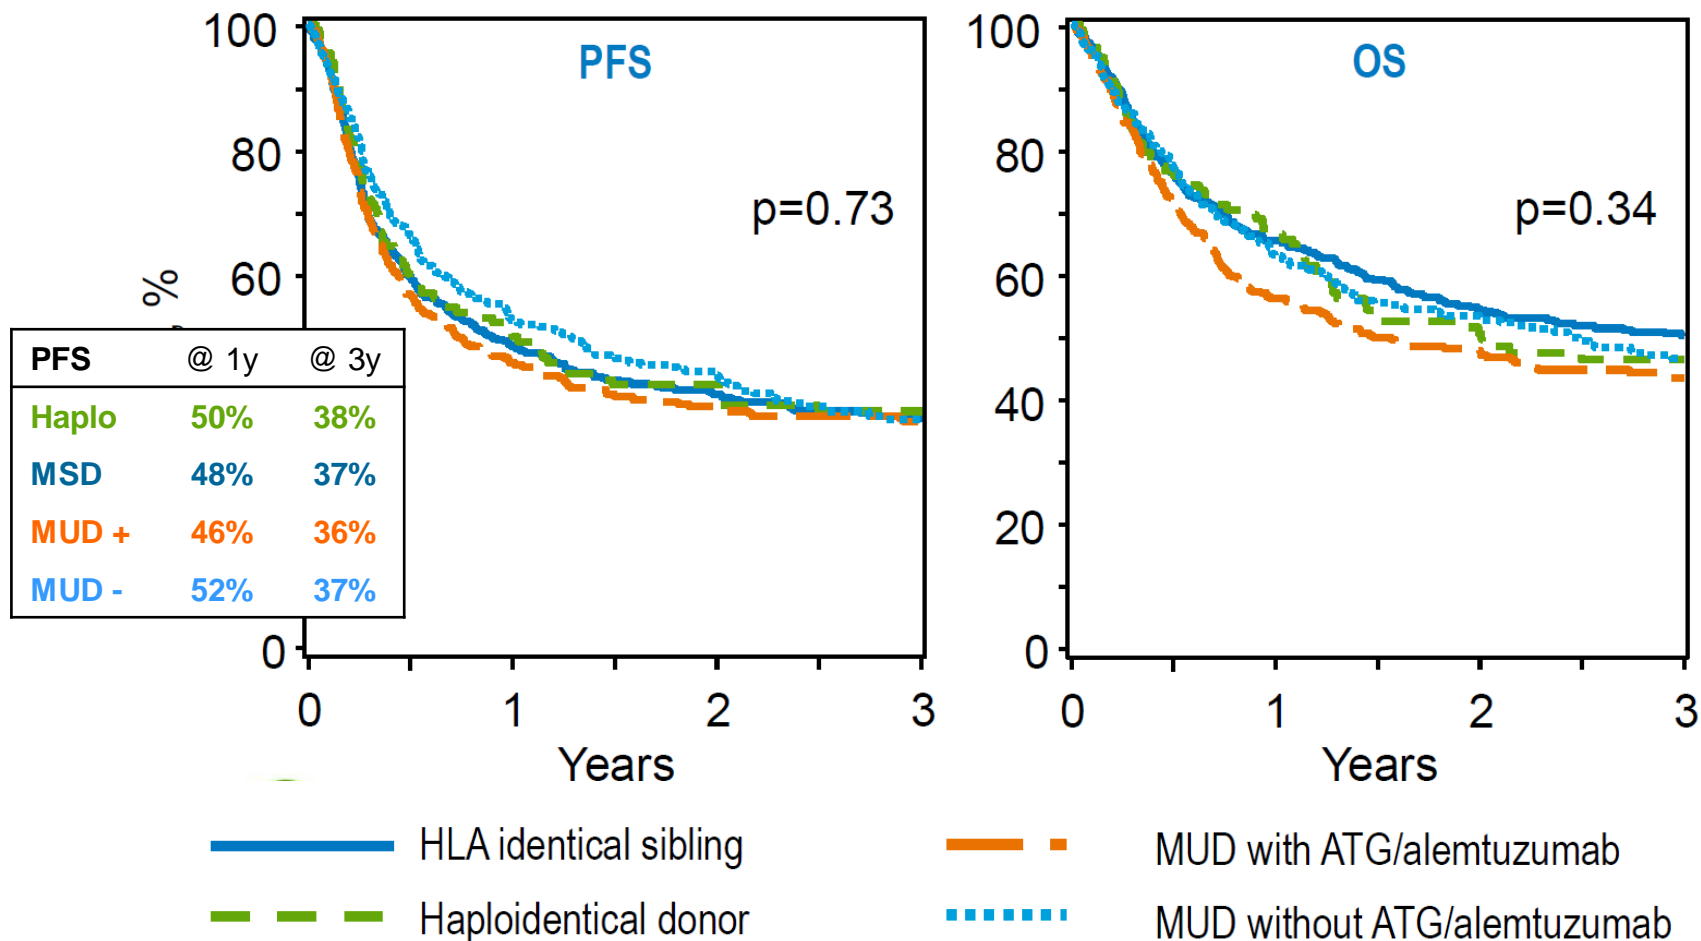 PFS
100
80
60
0
%
p=0.73
0 1 2 3
Years
PFS @ 1y @ 3y
Haplo 50% 38%
MSD 48% 37%
MUD + 46% 36%
MUD - 52% 37%
OS
100
80
60
40
20
0
p=0.34
0 1 2 3
Years
HLA identical sibling
MUD with ATG/alemtuzumab
Haploidentical donor
MUD without ATG/alemtuzumab